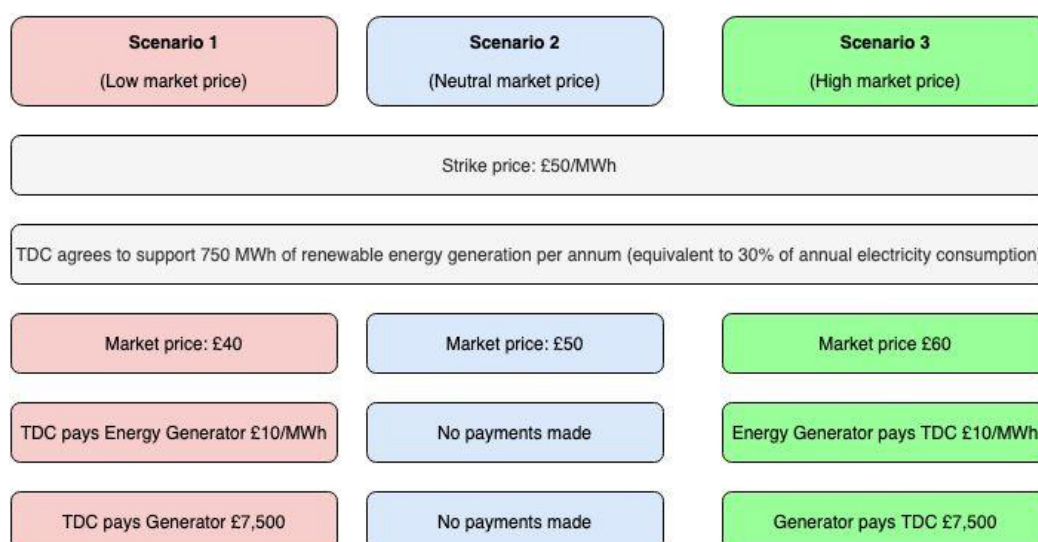 Scenario 1
(Low market price)
Scenario 2
(Neutral market price)
Scenario 3
(High market price)
Strike price: £50/MWh
TDC agrees to support 750 MWh of renewable energy generation per annum (equivalent to 30% of annual electricity consumption)
Market price: £40
Market price: £50
Market price £60
TDC pays Energy Generator £10/MWh
No payments made
Energy Generator pays TDC £10/MWh
TDC pays Generator £7,500
No payments made
Generator pays TDC £7,500